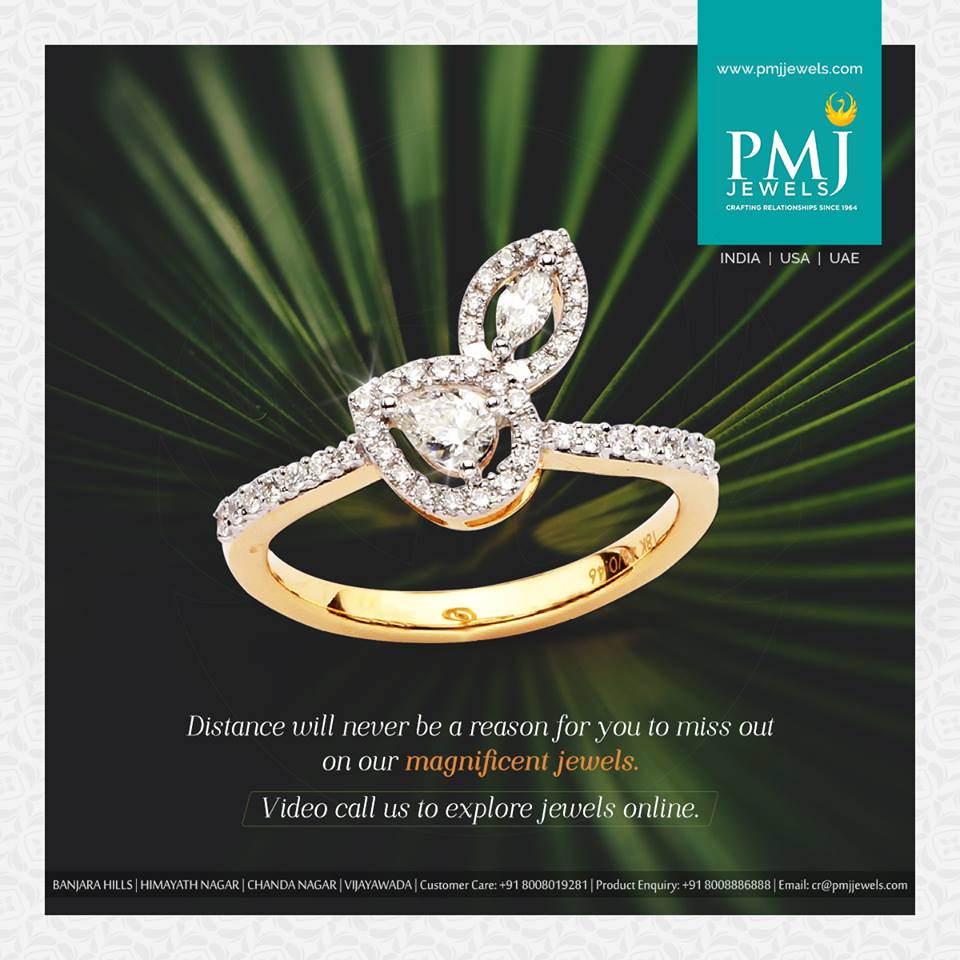 www.pmjjewels.com
PMJ
JEWELS
CRAFTING RELATIONSHIPS SINCE 1964
INDIA | USA | UAE
18K
0.46
Distance will never be a reason for you to miss out
on our magnificent jewels.
Video call us to explore jewels online.
BANJARA HILLS | HIMAYATH NAGAR | CHANDA NAGAR | VIJAYAWADA | Customer Care: +91 8008019281 | Product Enquiry: +91 8008886888 | Email: cr@pmjjewels.com